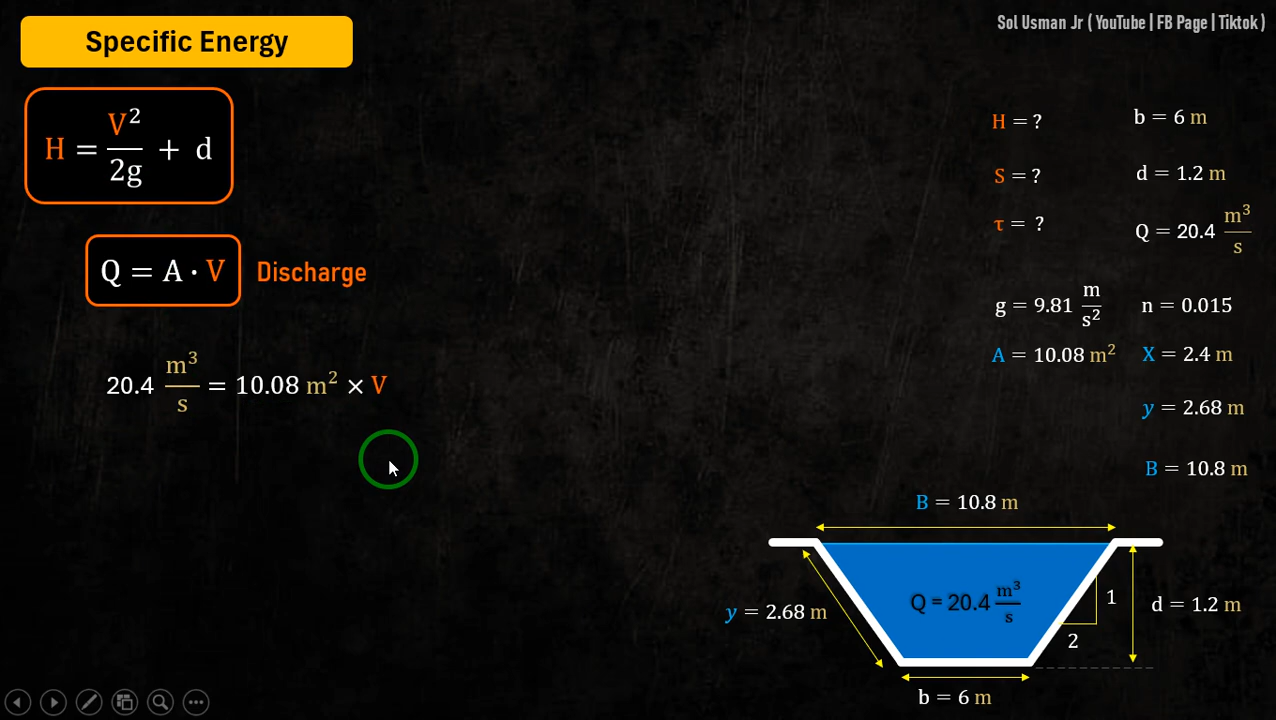 Specific Energy
Sol Usman Jr ( YouTube | FB Page | Tiktok )
H = V²/2g + d
Q = A · V
Discharge
20.4 m³/s = 10.08 m² × V
H = ?
b = 6 m
S = ?
d = 1.2 m
τ = ?
Q = 20.4 m³/s
g = 9.81 m/s²
n = 0.015
A = 10.08 m²
X = 2.4 m
y = 2.68 m
B = 10.8 m
B = 10.8 m
Q = 20.4 m³/s
1
2
d = 1.2 m
y = 2.68 m
b = 6 m